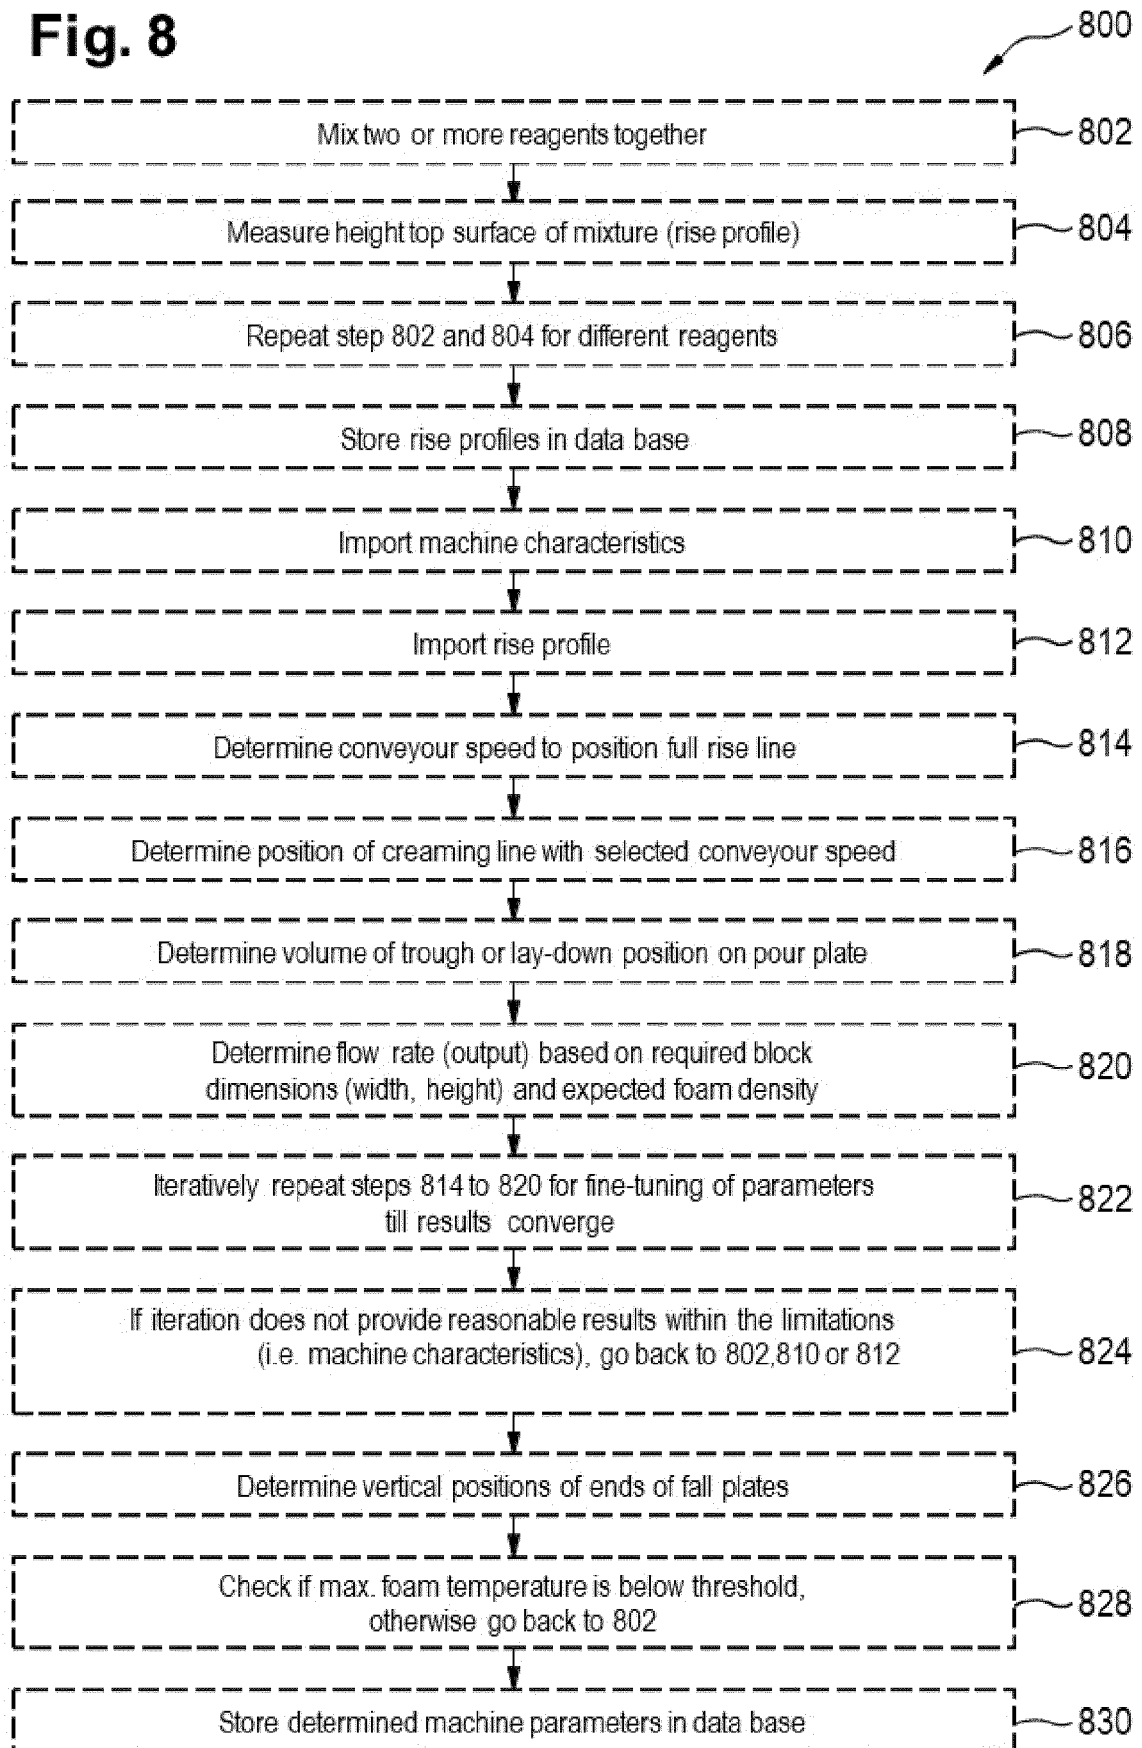 Fig. 8
800
Mix two or more reagents together
802
Measure height top surface of mixture (rise profile)
804
Repeat step 802 and 804 for different reagents
806
Store rise profiles in data base
808
Import machine characteristics
810
Import rise profile
812
Determine conveyour speed to position full rise line
814
Determine position of creaming line with selected conveyour speed
816
Determine volume of trough or lay-down position on pour plate
818
Determine flow rate (output) based on required block
dimensions (width, height) and expected foam density
820
Iteratively repeat steps 814 to 820 for fine-tuning of parameters
till results converge
822
If iteration does not provide reasonable results within the limitations
(i.e. machine characteristics), go back to 802,810 or 812
824
Determine vertical positions of ends of fall plates
826
Check if max. foam temperature is below threshold,
otherwise go back to 802
828
Store determined machine parameters in data base
830